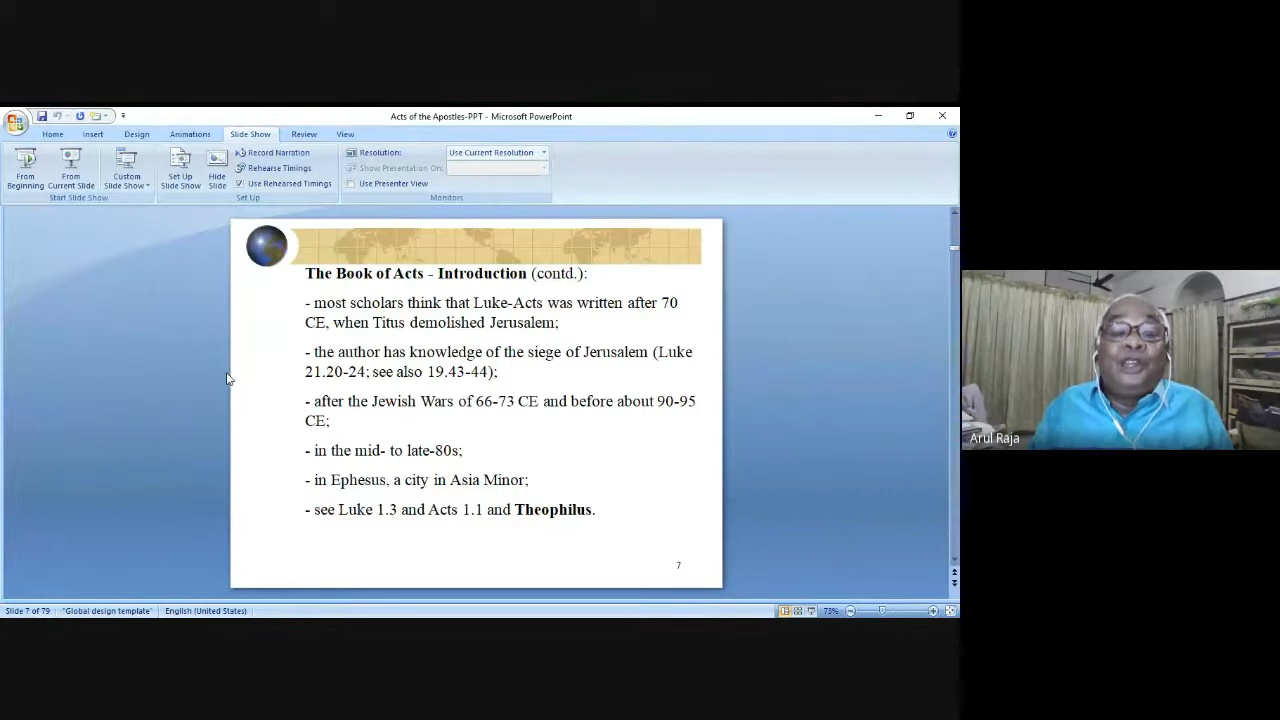 Acts of the Apostles-PPT - Microsoft PowerPoint
Home Insert Design Animations Slide Show Review View
Record Narration
Rehearse Timings
Use Rehearsed Timings
Resolution: Use Current Resolution
Show Presentation On:
Use Presenter View
From Beginning
From Current Slide
Custom Slide Show
Set Up Slide Show
Hide Slide
Start Slide Show Set Up Monitors
The Book of Acts - Introduction (contd.):
- most scholars think that Luke-Acts was written after 70
CE, when Titus demolished Jerusalem;
- the author has knowledge of the siege of Jerusalem (Luke
21.20-24; see also 19.43-44);
- after the Jewish Wars of 66-73 CE and before about 90-95
CE;
- in the mid- to late-80s;
- in Ephesus, a city in Asia Minor;
- see Luke 1.3 and Acts 1.1 and Theophilus.
7
Arul Raja
Slide 7 of 79 "Global design template" English (United States) 73%